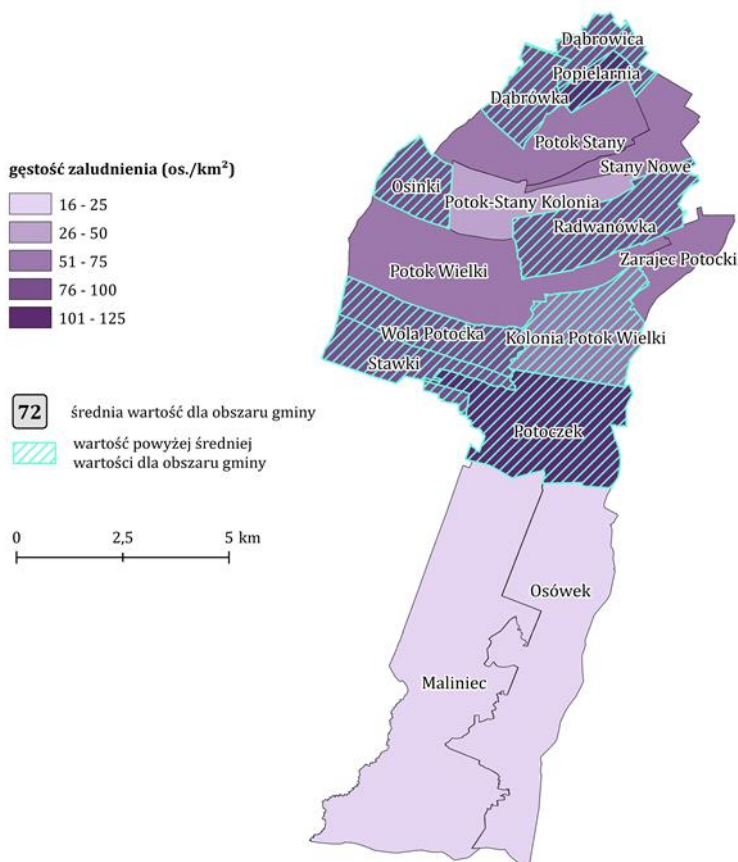 Dąbrowica
Popielarnia
Dąbrówka
Potok Stany
Stany Nowe
Osinki
Potok-Stany Kolonia
Radwanówka
Zarajec Potocki
Potok Wielki
Wola Potocka
Kolonia Potok Wielki
Stawki
Potoczek
Osówek
Maliniec
gęstość zaludnienia (os./km²)
16 - 25
26 - 50
51 - 75
76 - 100
101 - 125
72 średnia wartość dla obszaru gminy
wartość powyżej średniej
wartości dla obszaru gminy
0 2,5 5 km